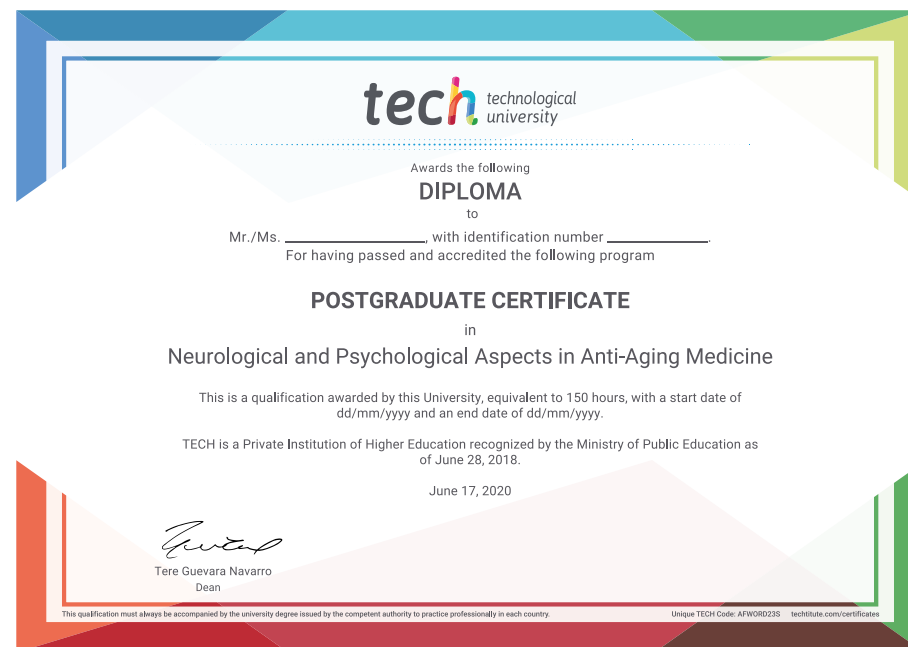 tech technological
university
Awards the following
DIPLOMA
to
Mr./Ms. ____________, with identification number ____________.
For having passed and accredited the following program
POSTGRADUATE CERTIFICATE
in
Neurological and Psychological Aspects in Anti-Aging Medicine
This is a qualification awarded by this University, equivalent to 150 hours, with a start date of
dd/mm/yyyy and an end date of dd/mm/yyyy.
TECH is a Private Institution of Higher Education recognized by the Ministry of Public Education as
of June 28, 2018.
June 17, 2020
Tere Guevara Navarro
Dean
This qualification must always be accompanied by the university degree issued by the competent authority to practice professionally in each country. Unique TECH Code: AFWORD23S techtitute.com/certificates